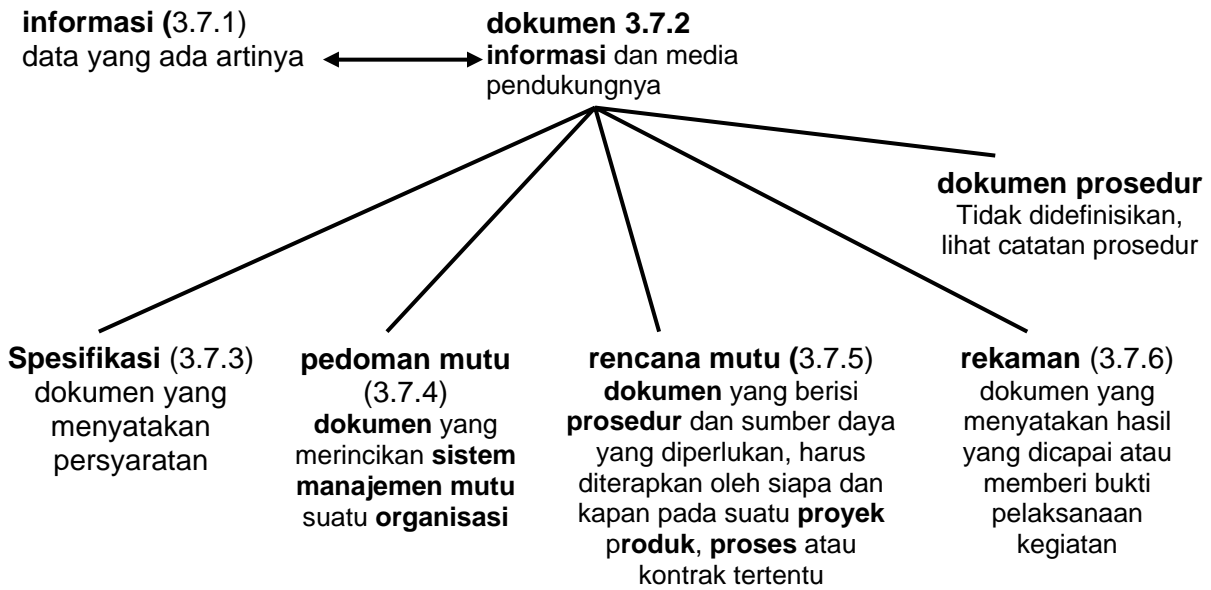 informasi (3.7.1)
data yang ada artinya
dokumen 3.7.2
informasi dan media
pendukungnya
dokumen prosedur
Tidak didefinisikan,
lihat catatan prosedur
Spesifikasi (3.7.3)
dokumen yang
menyatakan
persyaratan
pedoman mutu
(3.7.4)
dokumen yang
merincikan sistem
manajemen mutu
suatu organisasi
rencana mutu (3.7.5)
dokumen yang berisi
prosedur dan sumber daya
yang diperlukan, harus
diterapkan oleh siapa dan
kapan pada suatu proyek
produk, proses atau
kontrak tertentu
rekaman (3.7.6)
dokumen yang
menyatakan hasil
yang dicapai atau
memberi bukti
pelaksanaan
kegiatan